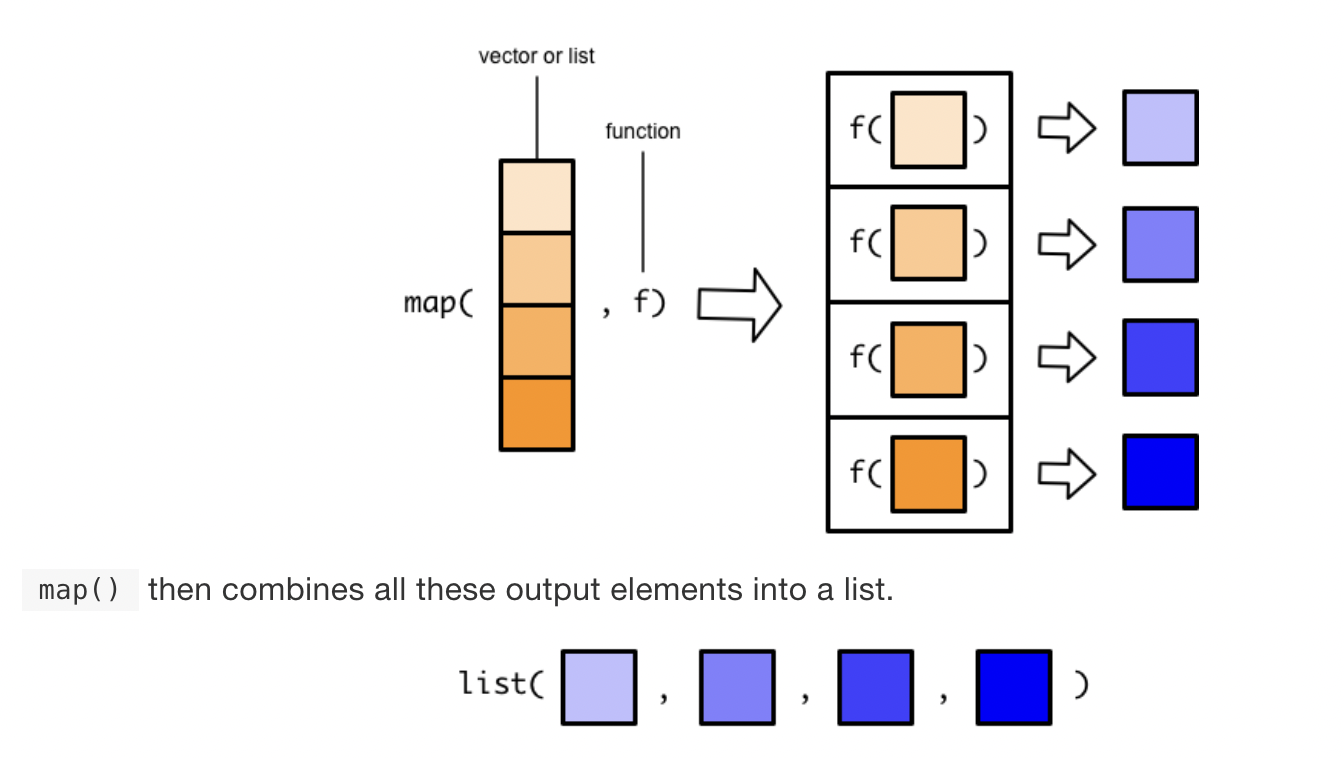 vector or list
function
map( , f)
f( )
f( )
f( )
f( )
map() then combines all these output elements into a list.
list( , , , )